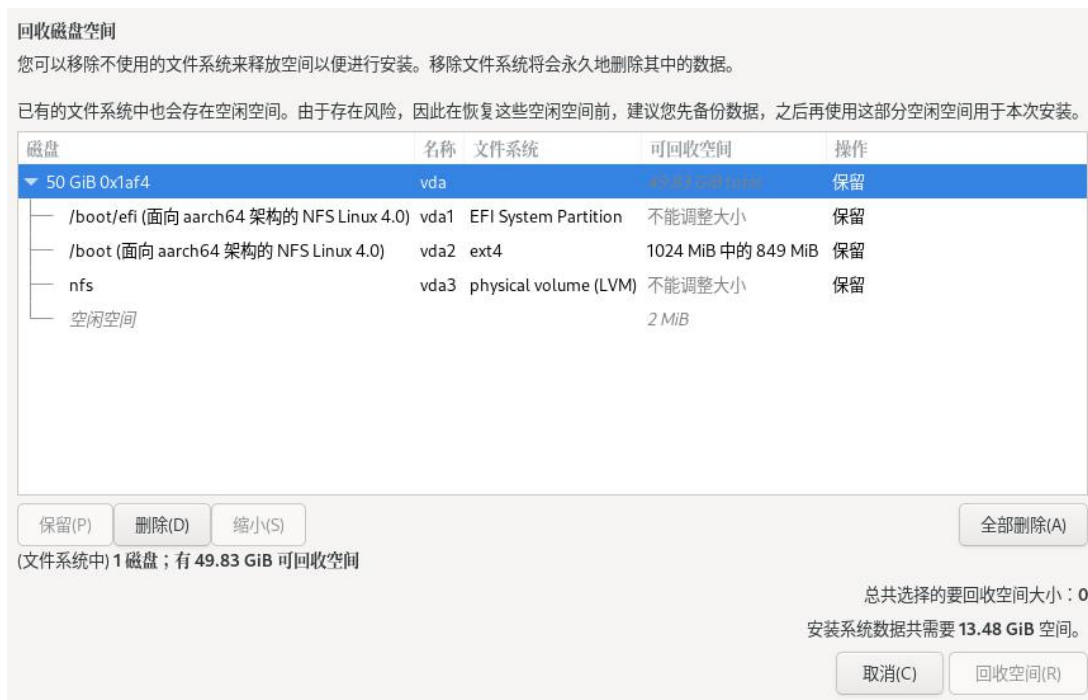 回收磁盘空间
您可以移除不使用的文件系统来释放空间以便进行安装。移除文件系统将会永久地删除其中的数据。
已有的文件系统中也会存在空闲空间。由于存在风险，因此在恢复这些空闲空间前，建议您先备份数据，之后再使用这部分空闲空间用于本次安装。
磁盘 名称 文件系统 可回收空间 操作
50 GiB 0x1af4 vda 49.83 GiB total 保留
/boot/efi (面向 aarch64 架构的 NFS Linux 4.0) vda1 EFI System Partition 不能调整大小 保留
/boot (面向 aarch64 架构的 NFS Linux 4.0) vda2 ext4 1024 MiB 中的 849 MiB 保留
nfs vda3 physical volume (LVM) 不能调整大小 保留
空闲空间 2 MiB
保留(P) 删除(D) 缩小(S) 全部删除(A)
(文件系统中) 1 磁盘；有 49.83 GiB 可回收空间
总共选择的要回收空间大小：0
安装系统数据共需要 13.48 GiB 空间。
取消(C) 回收空间(R)